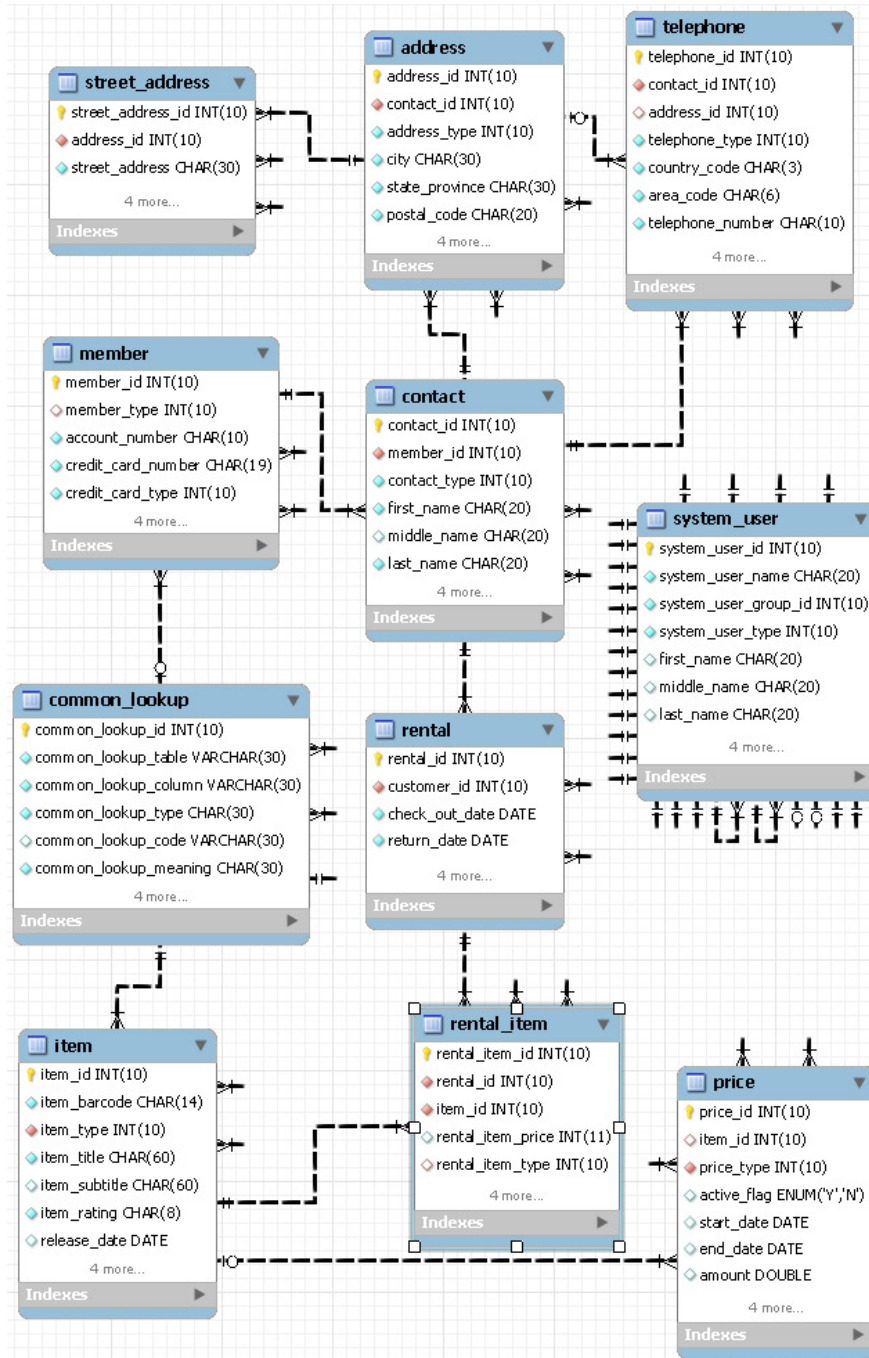 street_address
street_address_id INT(10)
address_id INT(10)
street_address CHAR(30)
4 more...
Indexes
address
address_id INT(10)
contact_id INT(10)
address_type INT(10)
city CHAR(30)
state_province CHAR(30)
postal_code CHAR(20)
4 more...
Indexes
telephone
telephone_id INT(10)
contact_id INT(10)
address_id INT(10)
telephone_type INT(10)
country_code CHAR(3)
area_code CHAR(6)
telephone_number CHAR(10)
4 more...
Indexes
member
member_id INT(10)
member_type INT(10)
account_number CHAR(10)
credit_card_number CHAR(19)
credit_card_type INT(10)
4 more...
Indexes
contact
contact_id INT(10)
member_id INT(10)
contact_type INT(10)
first_name CHAR(20)
middle_name CHAR(20)
last_name CHAR(20)
4 more...
Indexes
system_user
system_user_id INT(10)
system_user_name CHAR(20)
system_user_group_id INT(10)
system_user_type INT(10)
first_name CHAR(20)
middle_name CHAR(20)
last_name CHAR(20)
4 more...
Indexes
common_lookup
common_lookup_id INT(10)
common_lookup_table VARCHAR(30)
common_lookup_column VARCHAR(30)
common_lookup_type CHAR(30)
common_lookup_code VARCHAR(30)
common_lookup_meaning CHAR(30)
4 more...
Indexes
rental
rental_id INT(10)
customer_id INT(10)
check_out_date DATE
return_date DATE
4 more...
Indexes
item
item_id INT(10)
item_barcode CHAR(14)
item_type INT(10)
item_title CHAR(60)
item_subtitle CHAR(60)
item_rating CHAR(8)
release_date DATE
4 more...
Indexes
rental_item
rental_item_id INT(10)
rental_id INT(10)
item_id INT(10)
rental_item_price INT(11)
rental_item_type INT(10)
4 more...
Indexes
price
price_id INT(10)
item_id INT(10)
price_type INT(10)
active_flag ENUM('Y','N')
start_date DATE
end_date DATE
amount DOUBLE
4 more...
Indexes